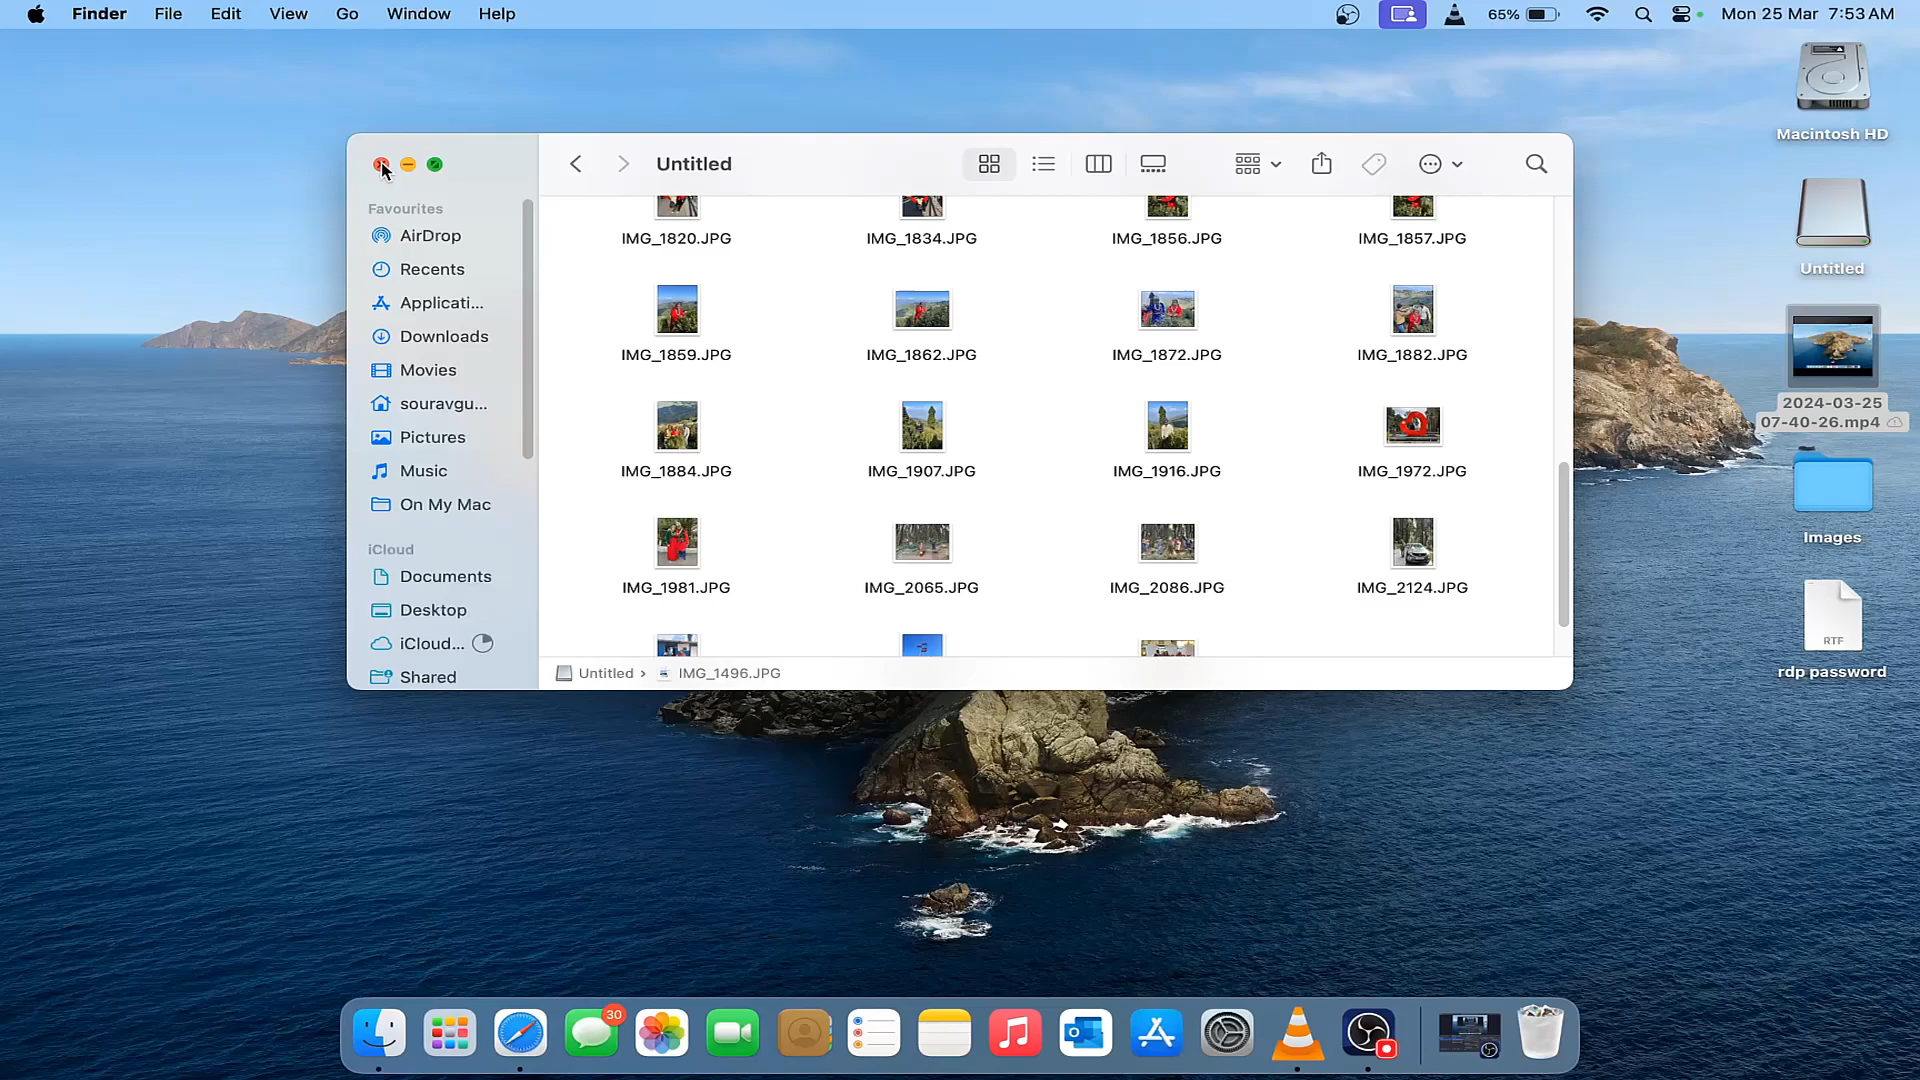 Finder File Edit View Go Window Help
65% Mon 25 Mar 7:53 AM
Untitled
Favourites
AirDrop
Recents
Applicati...
Downloads
Movies
souravgu...
Pictures
Music
On My Mac
iCloud
Documents
Desktop
iCloud...
Shared
IMG_1820.JPG IMG_1834.JPG IMG_1856.JPG IMG_1857.JPG
IMG_1859.JPG IMG_1862.JPG IMG_1872.JPG IMG_1882.JPG
IMG_1884.JPG IMG_1907.JPG IMG_1916.JPG IMG_1972.JPG
IMG_1981.JPG IMG_2065.JPG IMG_2086.JPG IMG_2124.JPG
Untitled › IMG_1496.JPG
Macintosh HD
Untitled
2024-03-25
07-40-26.mp4
Images
RTF
rdp password
30